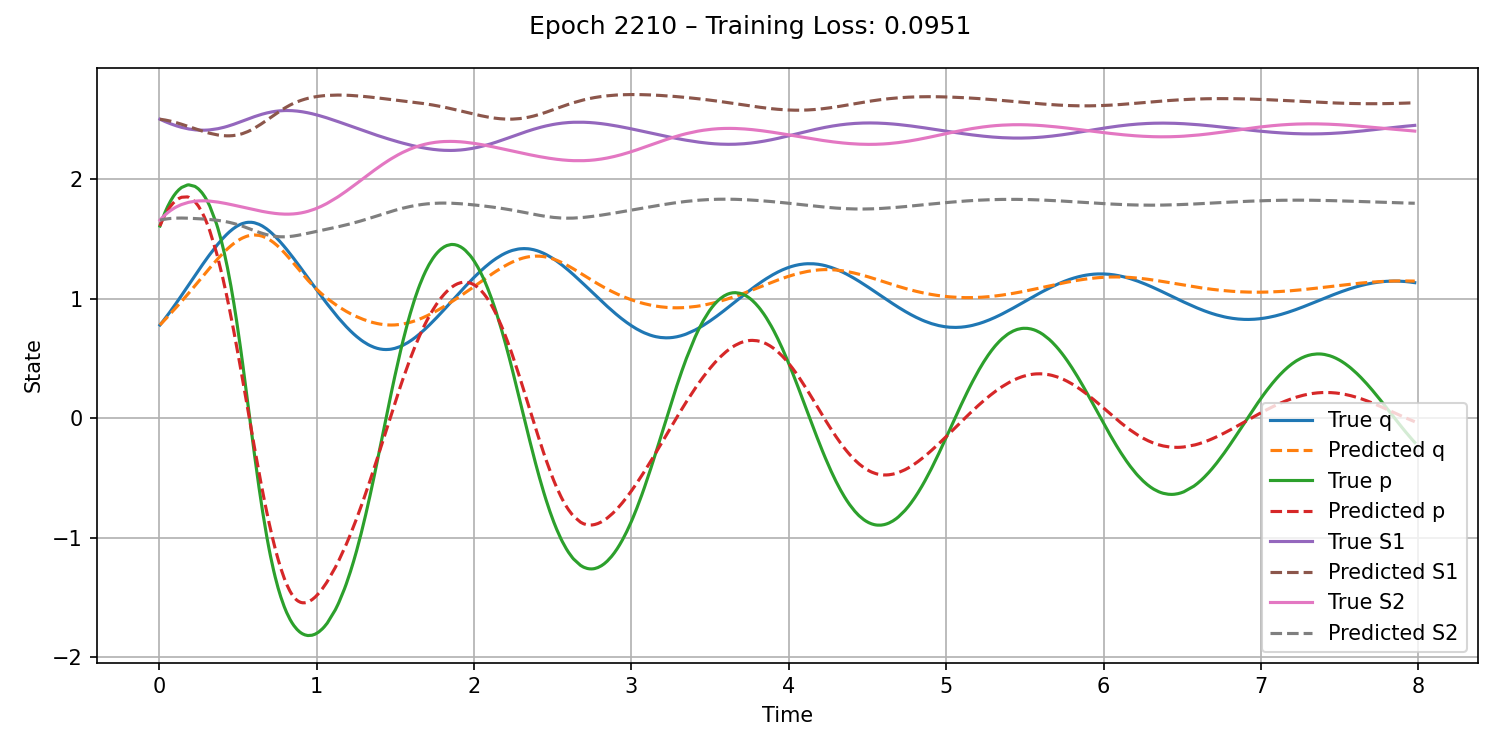 Epoch 2210 – Training Loss: 0.0951
State
2
1
0
−1
−2
0 1 2 3 4 5 6 7 8
Time
True q
Predicted q
True p
Predicted p
True S1
Predicted S1
True S2
Predicted S2